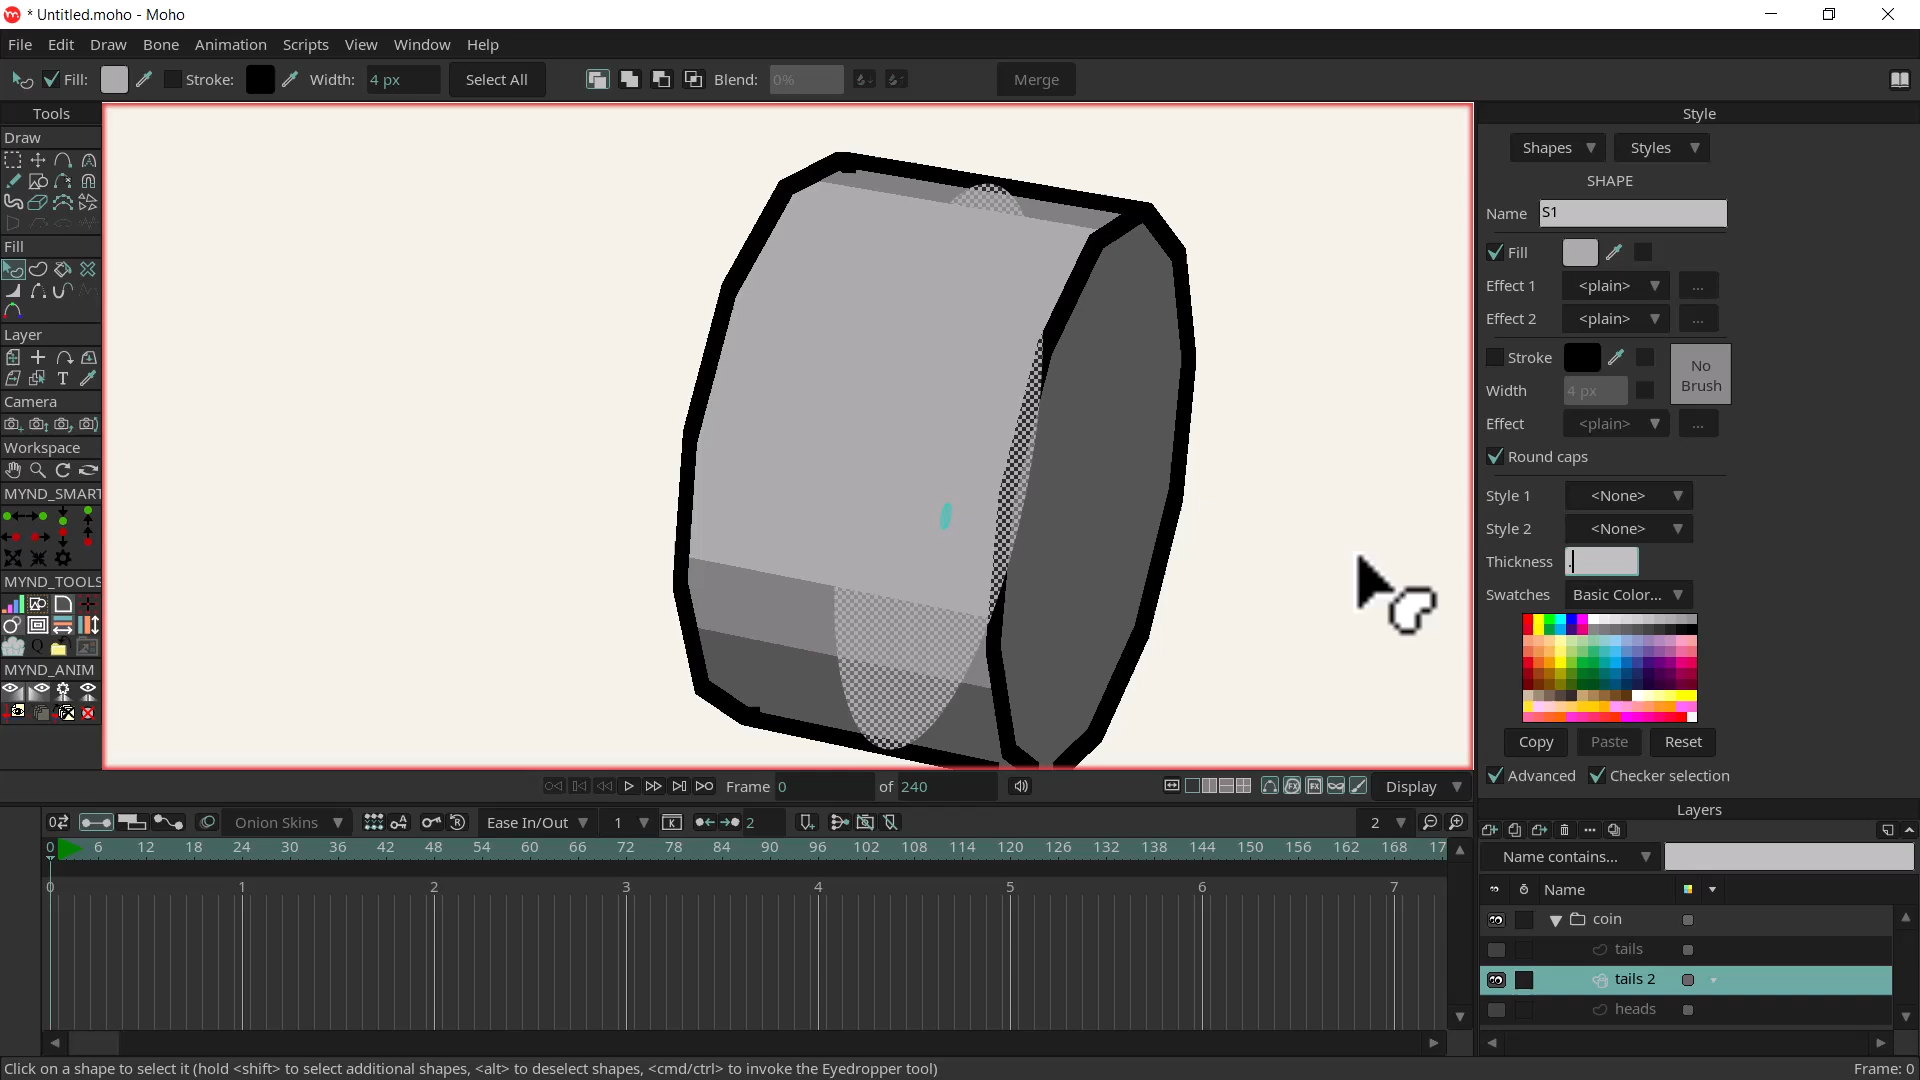 * Untitled.moho - Moho
File Edit Draw Bone Animation Scripts View Window Help
Fill: Stroke: Width: 4 px Select All Blend: 0% Merge
Tools
Draw
Fill
Layer
Camera
Workspace
MYND_SMART
MYND_TOOLS
MYND_ANIM
Style
Shapes Styles
SHAPE
Name S1
Fill
Effect 1 <plain> ...
Effect 2 <plain> ...
Stroke No Brush
Width 4 px
Effect <plain> ...
Round caps
Style 1 <None>
Style 2 <None>
Thickness .
Swatches Basic Color...
Copy Paste Reset
Advanced Checker selection
Frame 0 of 240 Display
Onion Skins Ease In/Out 1 2 2
0 6 12 18 24 30 36 42 48 54 60 66 72 78 84 90 96 102 108 114 120 126 132 138 144 150 156 162 168 17
0 1 2 3 4 5 6 7
Layers
Name contains...
Name
coin
tails
tails 2
heads
Click on a shape to select it (hold <shift> to select additional shapes, <alt> to deselect shapes, <cmd/ctrl> to invoke the Eyedropper tool) Frame: 0